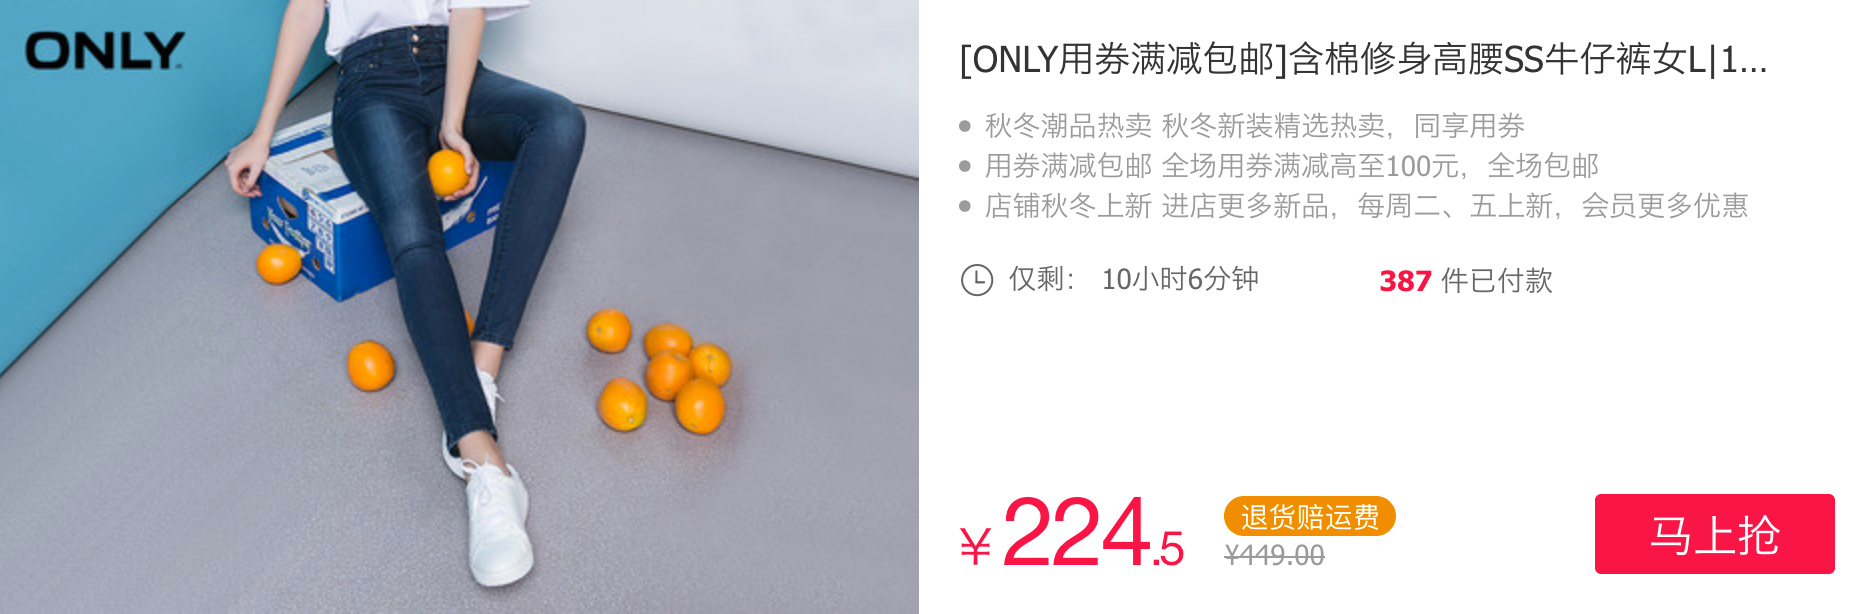 ONLY
[ONLY用券满减包邮]含棉修身高腰SS牛仔裤女L|1...
秋冬潮品热卖 秋冬新装精选热卖，同享用券
用券满减包邮 全场用券满减高至100元，全场包邮
店铺秋冬上新 进店更多新品，每周二、五上新，会员更多优惠
仅剩： 10小时6分钟
387 件已付款
¥224.5
退货赔运费
¥449.00
马上抢